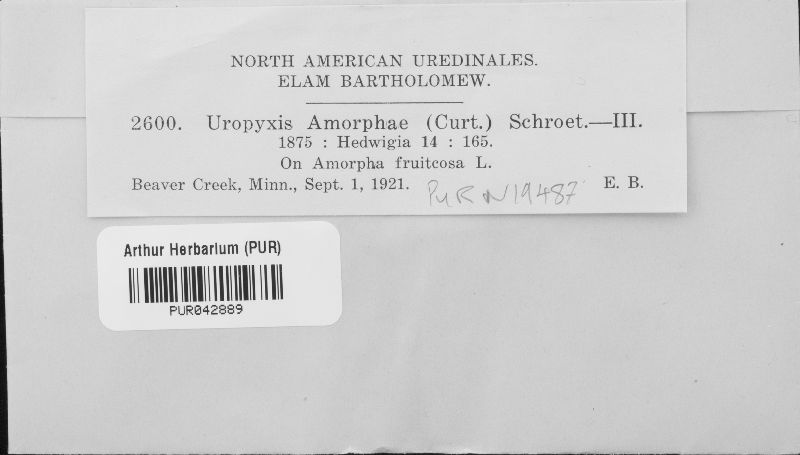 NORTH AMERICAN UREDINALES.
ELAM BARTHOLOMEW.
2600. Uropyxis Amorphae (Curt.) Schroet.—III.
1875 : Hedwigia 14 : 165.
On Amorpha fruitcosa L.
Beaver Creek, Minn., Sept. 1, 1921. PUR N19487 E. B.
Arthur Herbarium (PUR)
PUR042889